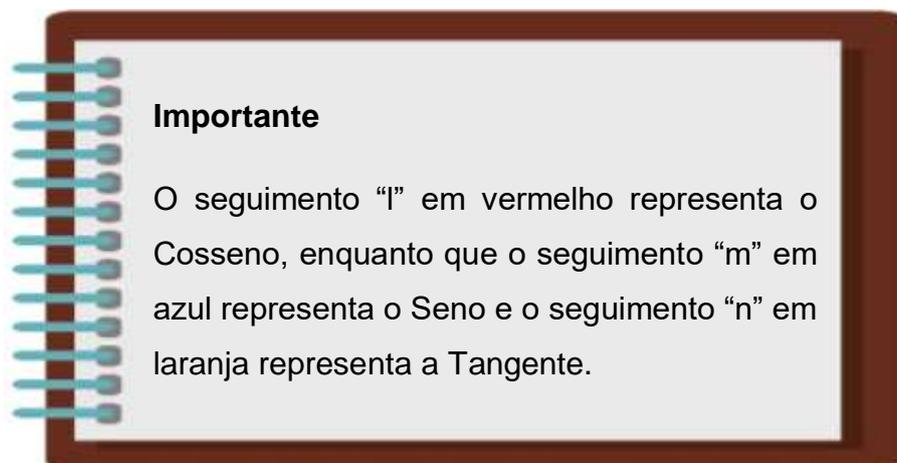 Importante
O seguimento “l” em vermelho representa o
Cosseno, enquanto que o seguimento “m” em
azul representa o Seno e o seguimento “n” em
laranja representa a Tangente.